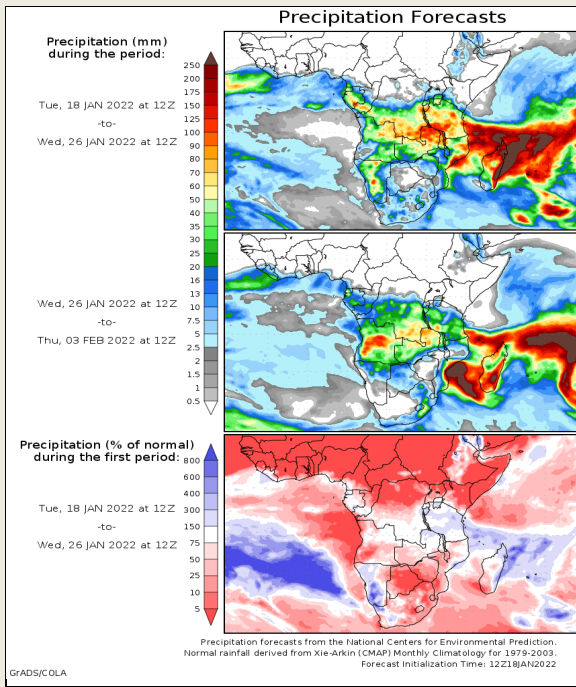 Precipitation Forecasts
Precipitation (mm)
during the period:
Tue, 18 JAN 2022 at 12Z
-to-
Wed, 26 JAN 2022 at 12Z
250
200
175
150
125
100
90
80
70
60
50
40
35
30
25
20
16
13
10
7.5
5
2.5
2
1.5
1
0.5
Wed, 26 JAN 2022 at 12Z
-to-
Thu, 03 FEB 2022 at 12Z
Precipitation (% of normal)
during the first period:
Tue, 18 JAN 2022 at 12Z
-to-
Wed, 26 JAN 2022 at 12Z
800
600
400
300
150
75
50
25
10
5
Precipitation forecasts from the National Centers for Environmental Prediction.
Normal rainfall derived from Xie-Arkin (CMAP) Monthly Climatology for 1979-2003.
Forecast Initialization Time: 12Z18JAN2022
GrADS/COLA